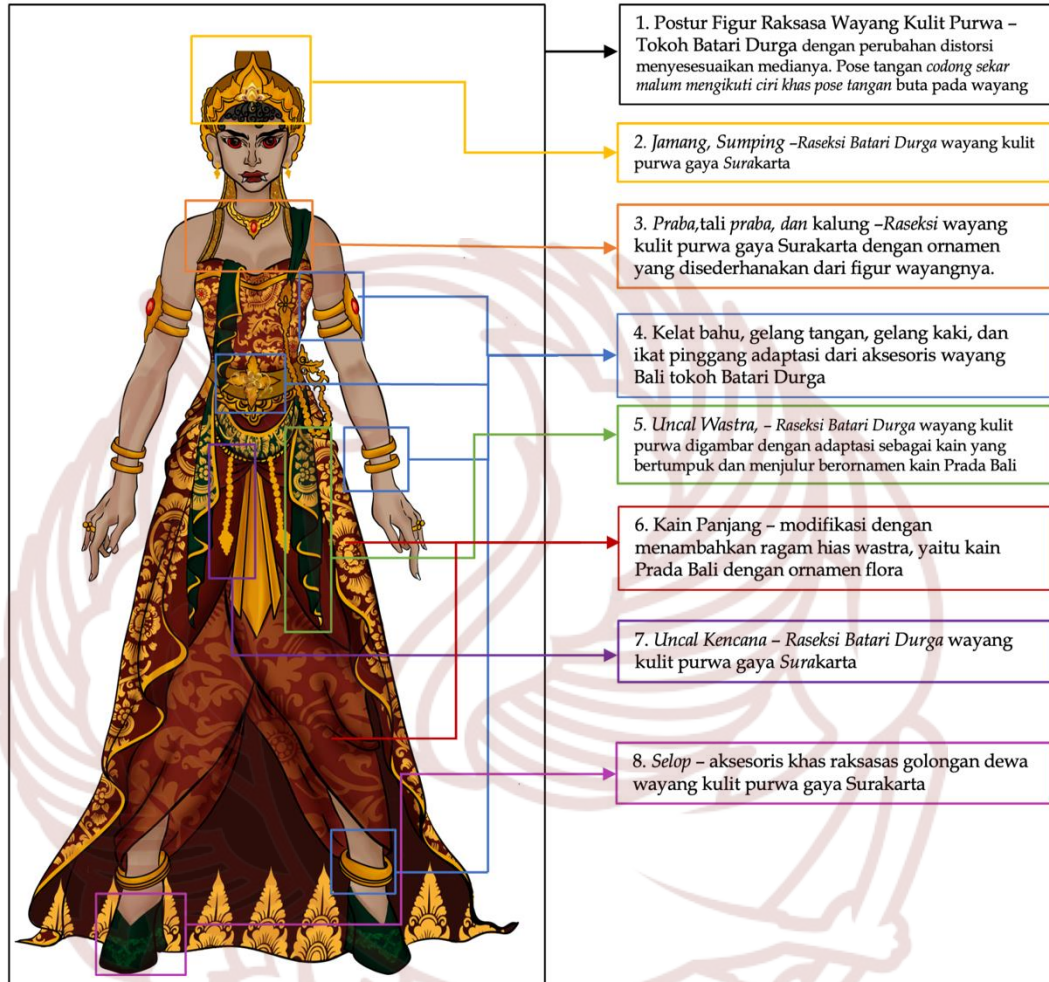 1. Postur Figur Raksasa Wayang Kulit Purwa –
Tokoh Batari Durga dengan perubahan distorsi
menyesesuaikan medianya. Pose tangan codong sekar
malum mengikuti ciri khas pose tangan buta pada wayang
2. Jamang, Sumping –Raseksi Batari Durga wayang kulit
purwa gaya Surakarta
3. Praba,tali praba, dan kalung –Raseksi wayang
kulit purwa gaya Surakarta dengan ornamen
yang disederhanakan dari figur wayangnya.
4. Kelat bahu, gelang tangan, gelang kaki, dan
ikat pinggang adaptasi dari aksesoris wayang
Bali tokoh Batari Durga
5. Uncal Wastra, – Raseksi Batari Durga wayang kulit
purwa digambar dengan adaptasi sebagai kain yang
bertumpuk dan menjulur berornamen kain Prada Bali
6. Kain Panjang – modifikasi dengan
menambahkan ragam hias wastra, yaitu kain
Prada Bali dengan ornamen flora
7. Uncal Kencana – Raseksi Batari Durga wayang
kulit purwa gaya Surakarta
8. Selop – aksesoris khas raksasas golongan dewa
wayang kulit purwa gaya Surakarta